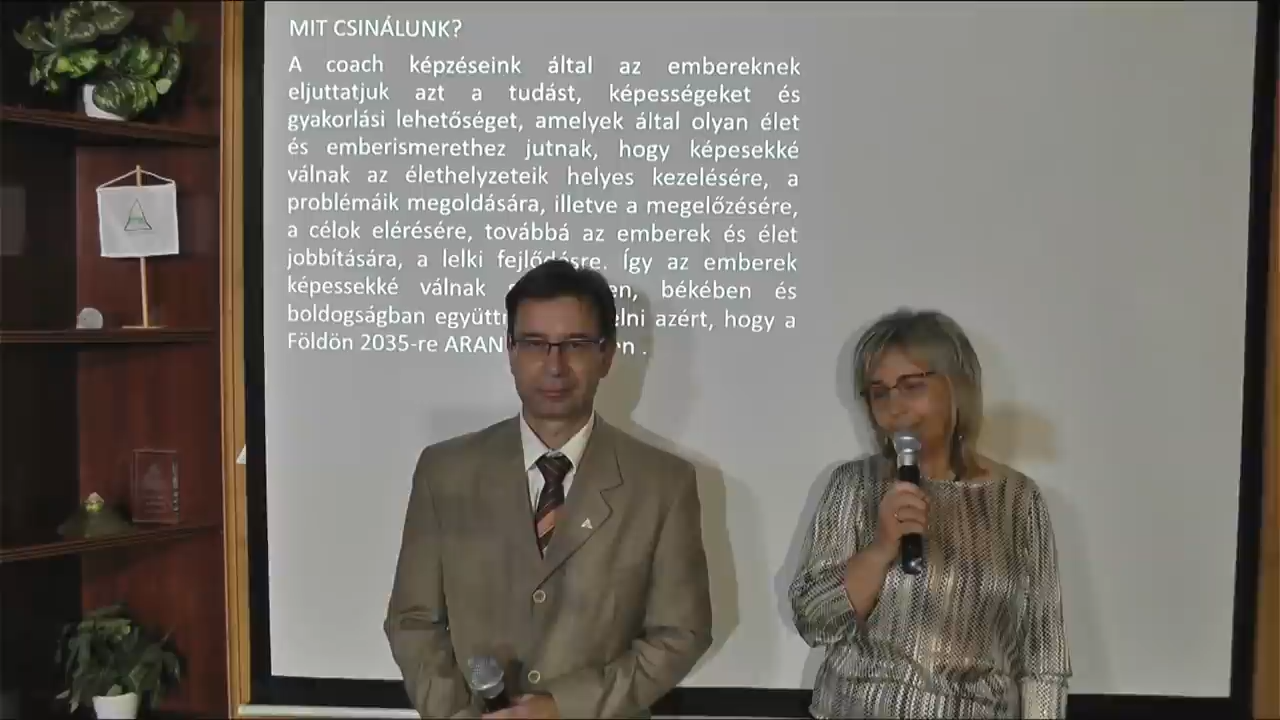 MIT CSINÁLUNK?
A coach képzéseink által az embereknek
eljuttatjuk azt a tudást, képességeket és
gyakorlási lehetőséget, amelyek által olyan élet
és emberismerethez jutnak, hogy képesekké
válnak az élethelyzeteik helyes kezelésére, a
problémáik megoldására, illetve a megelőzésére,
a célok elérésére, továbbá az emberek és élet
jobbítására, a lelki fejlődésre. Így az emberek
képessekké válnak békében és
boldogságban azért, hogy a
Földön 2035-re